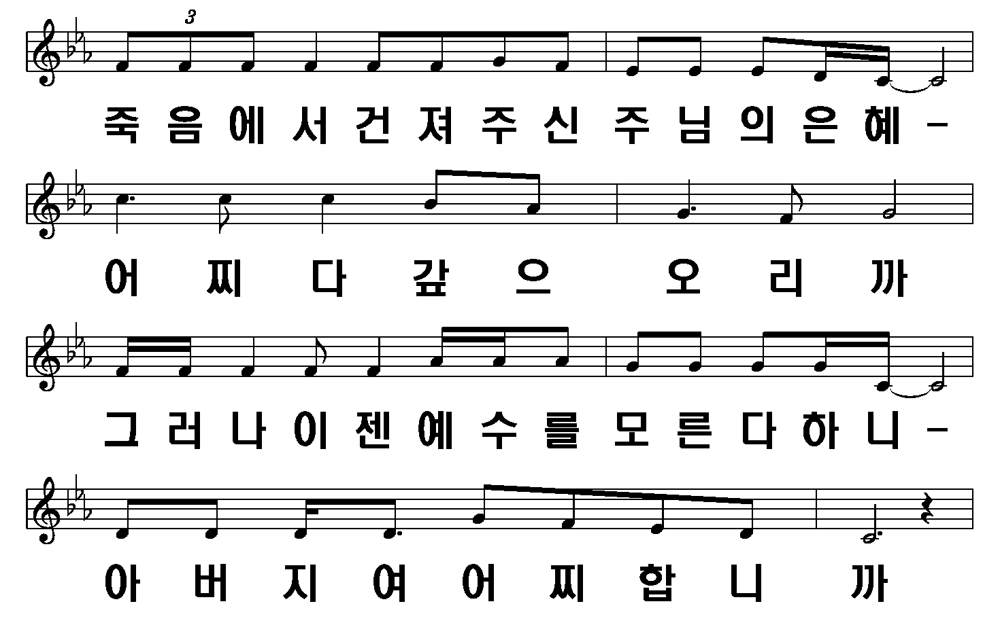 3
죽 음 에 서 건 져 주 신 주 님 의 은 혜 -
어 찌 다 갚 으 오 리 까
그 러 나 이 젠 예 수 를 모 른 다 하 니 -
아 버 지 여 어 찌 합 니 까